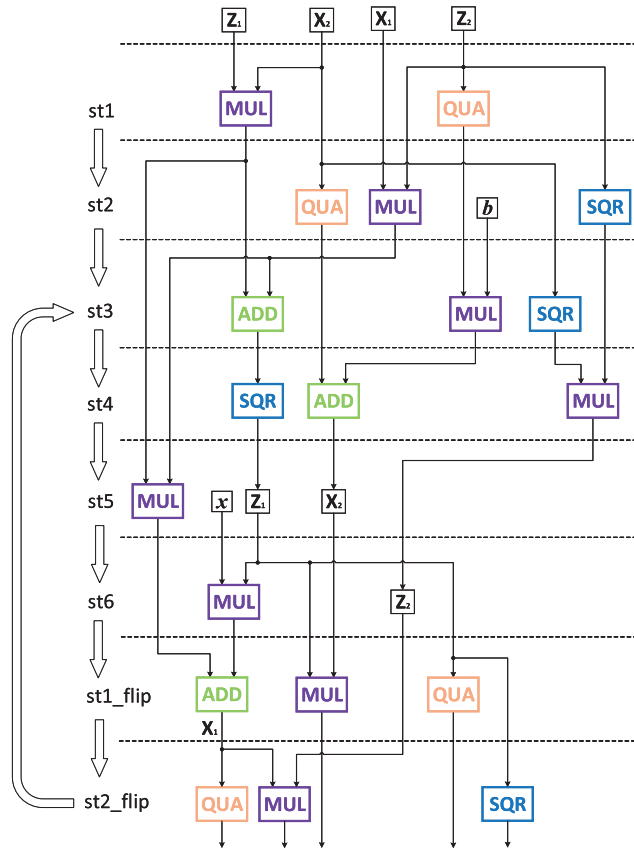 Z₁ X₂ X₁ Z₂
st1 MUL QUA
st2 QUA MUL b SQR
st3 ADD MUL SQR
st4 SQR ADD MUL
st5 MUL x Z₁ X₂
st6 MUL Z₂
st1_flip ADD MUL QUA
X₁
st2_flip QUA MUL SQR